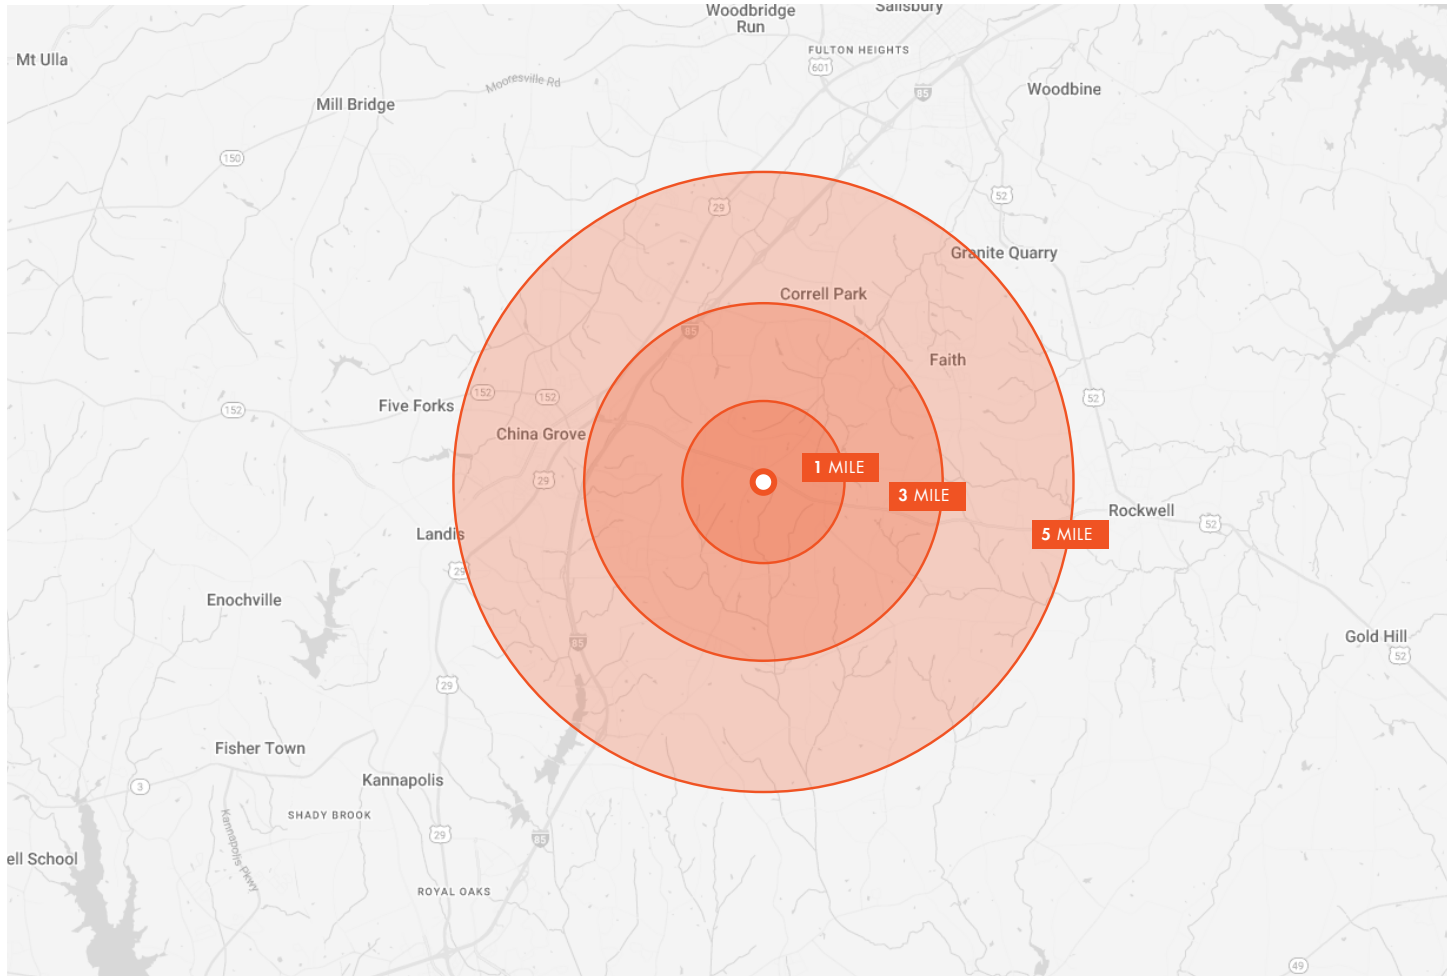 Woodbridge
Run
Salisbury
Mt Ulla
FULTON HEIGHTS
601
Mooresville Rd
85
Woodbine
Mill Bridge
150
52
29
Granite Quarry
Correll Park
85
Faith
152
152
52
Five Forks
152
China Grove
1 MILE
29
3 MILE
Rockwell
52
Landis
5 MILE
29
Enochville
Gold Hill
85
52
29
Fisher Town
Kannapolis
3
SHADY BROOK
Kannapolis Pkwy
29
85
ell School
ROYAL OAKS
49